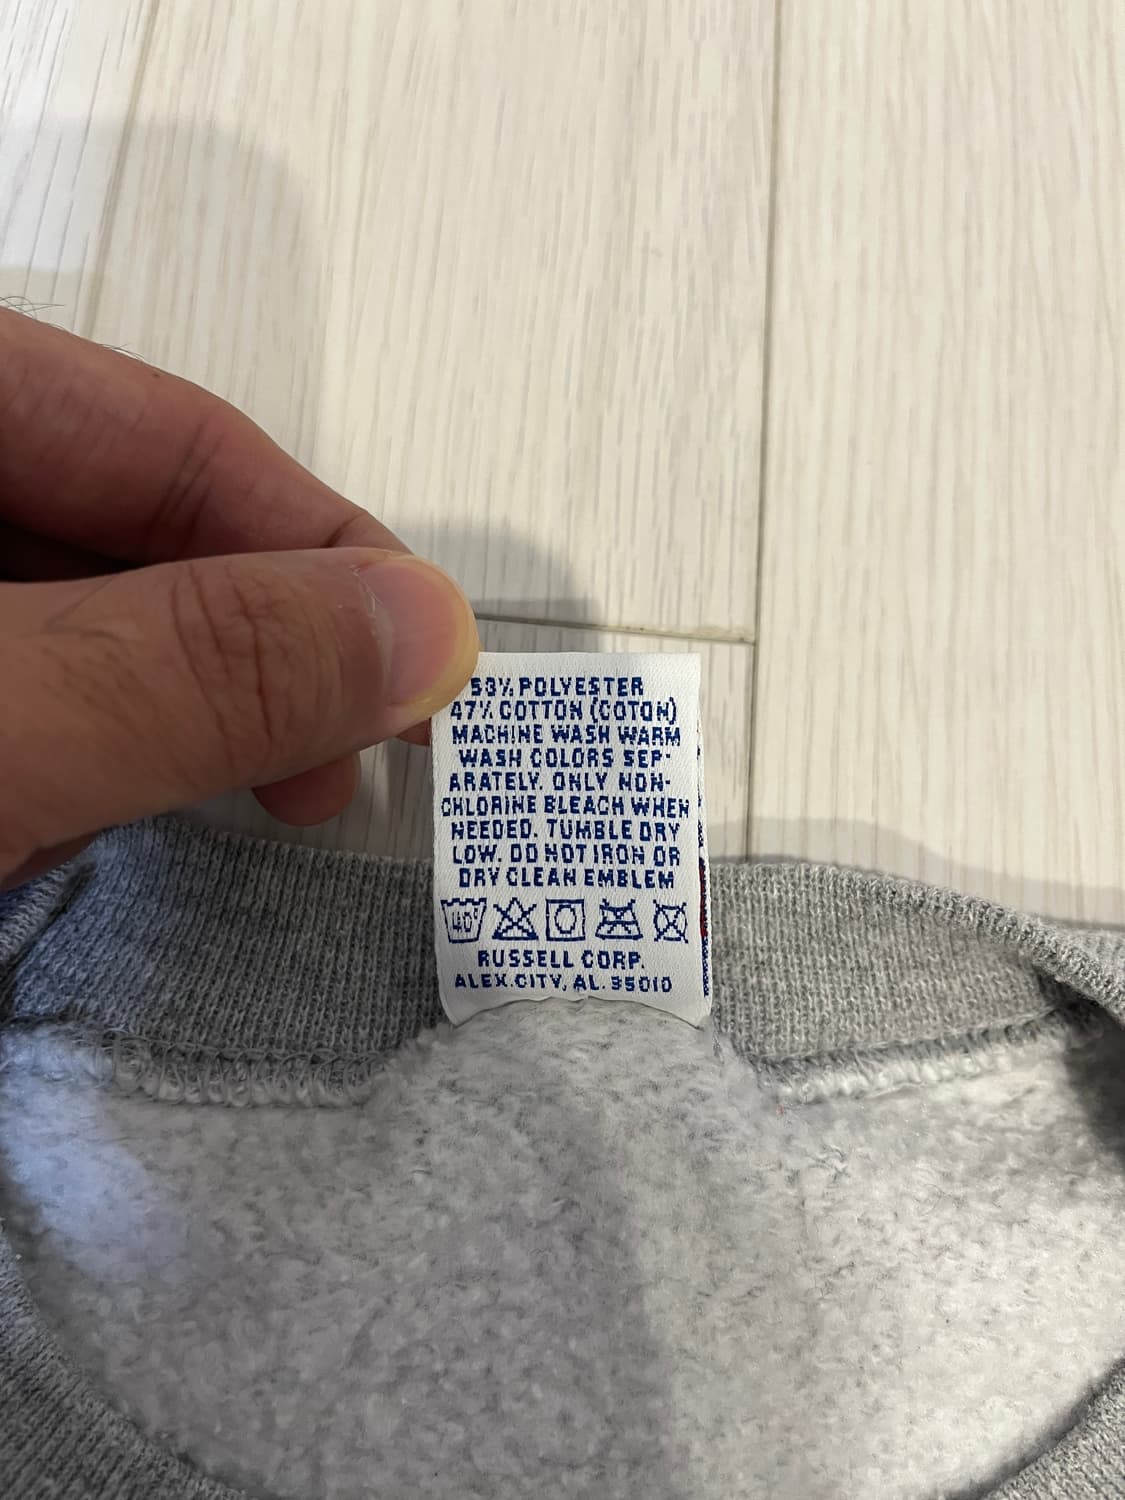 53% POLYESTER
47% COTTON (COTON)
MACHINE WASH WARM
WASH COLORS SEP-
ARATELY. ONLY NON-
CHLORINE BLEACH WHEN
NEEDED. TUMBLE DRY
LOW. DO NOT IRON OR
DRY CLEAN EMBLEM
40°
RUSSELL CORP.
ALEX.CITY, AL. 35010